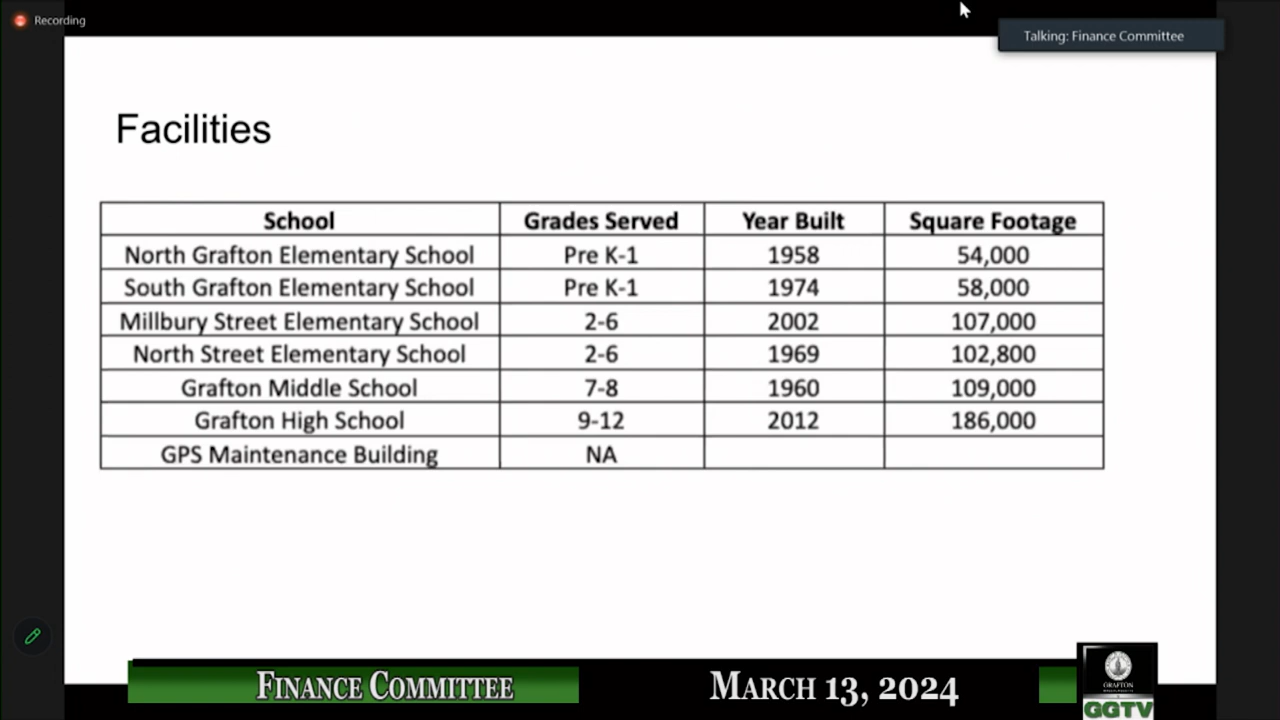 Recording
Talking: Finance Committee
Facilities
School Grades Served Year Built Square Footage
North Grafton Elementary School Pre K-1 1958 54,000
South Grafton Elementary School Pre K-1 1974 58,000
Millbury Street Elementary School 2-6 2002 107,000
North Street Elementary School 2-6 1969 102,800
Grafton Middle School 7-8 1960 109,000
Grafton High School 9-12 2012 186,000
GPS Maintenance Building NA
FINANCE COMMITTEE MARCH 13, 2024
GRAFTON
GGTV